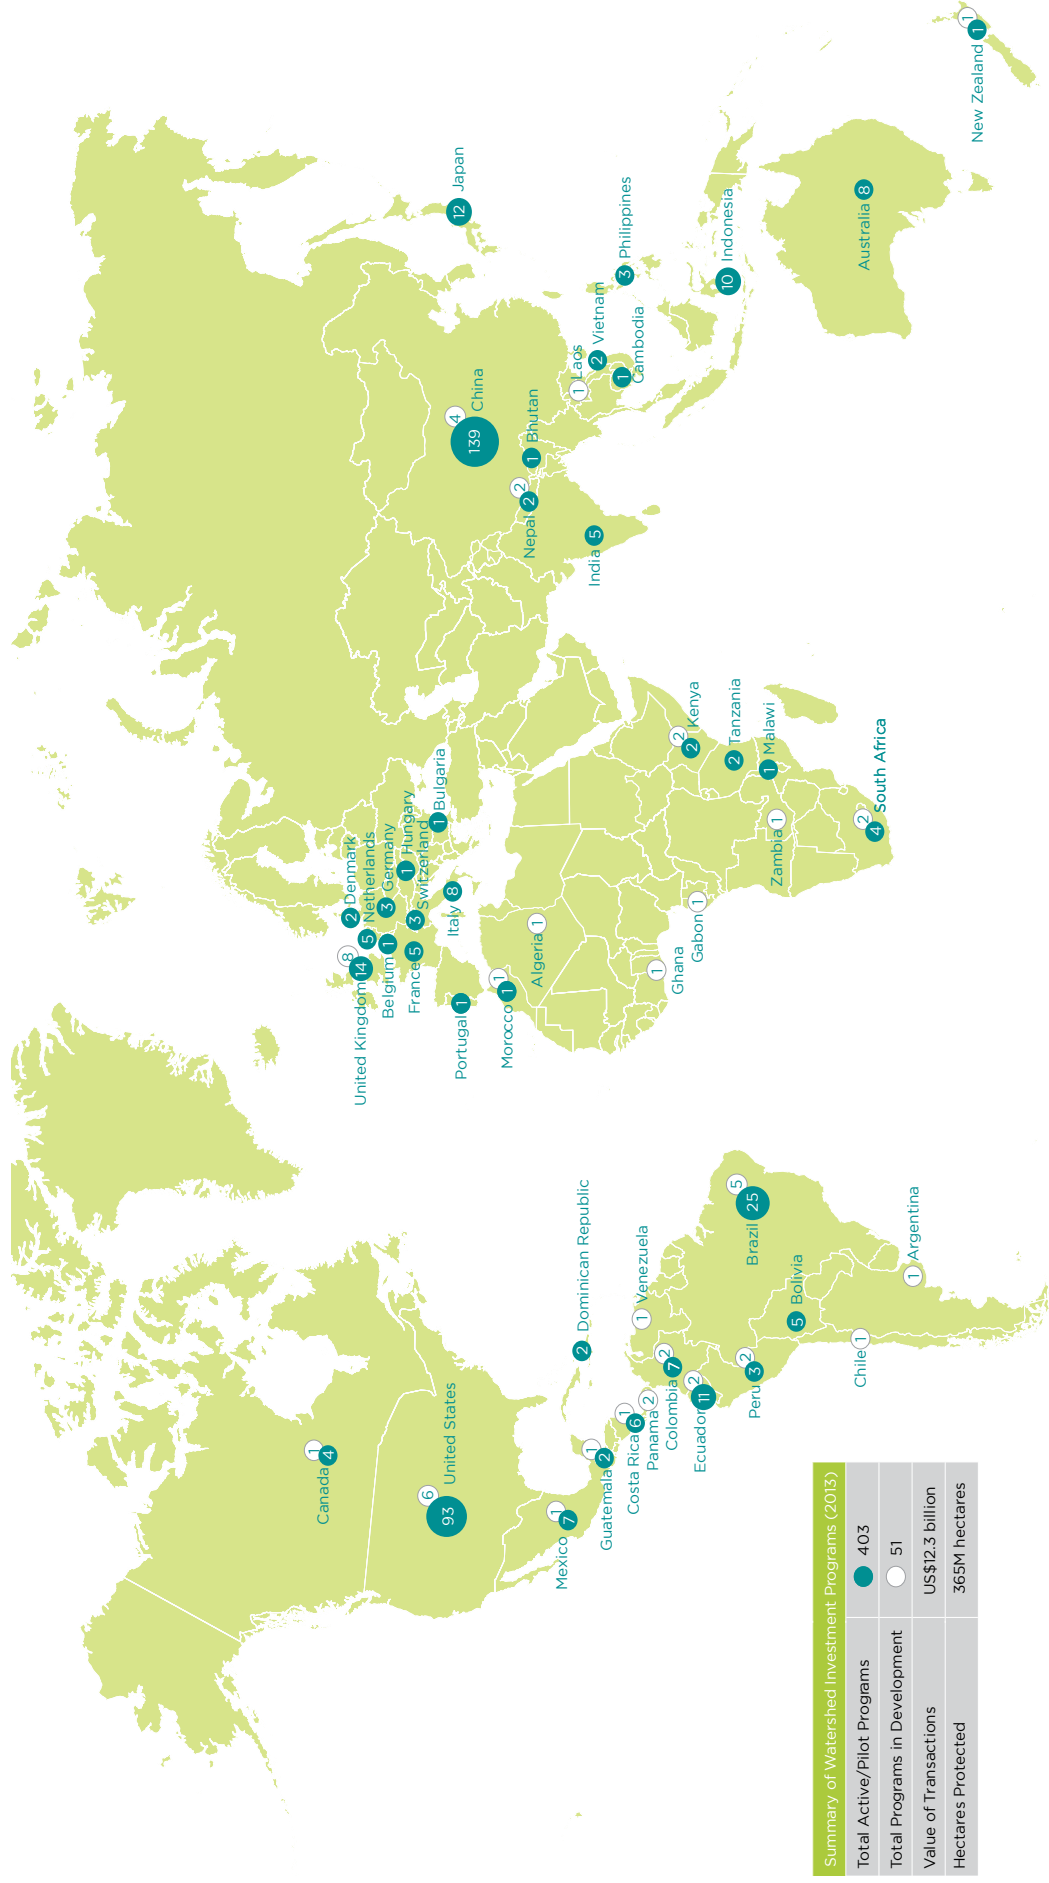 Canada
1
4
United States
6
93
Mexico
1
7
Guatemala
1
2
Costa Rica
1
6
Panama
2
Colombia
2
7
Ecuador
2
11
Peru
2
3
Dominican Republic
2
Venezuela
1
Brazil
5
25
Bolivia
5
Chile
1
Argentina
1
United Kingdom
8
14
Denmark
2
Netherlands
5
Belgium
1
Germany
3
France
5
Hungary
1
Switzerland
3
Italy
8
Bulgaria
1
Portugal
1
Morocco
1
1
Algeria
1
Ghana
1
Gabon
1
Kenya
2
2
Tanzania
2
Malawi
1
Zambia
1
South Africa
2
4
China
4
139
Nepal
2
2
Bhutan
1
India
5
Japan
12
Laos
1
Vietnam
2
Cambodia
1
Philippines
3
Indonesia
10
Australia
8
New Zealand
1
1
Summary of Watershed Investment Programs (2013)
Total Active/Pilot Programs 403
Total Programs in Development 51
Value of Transactions US$12.3 billion
Hectares Protected 365M hectares